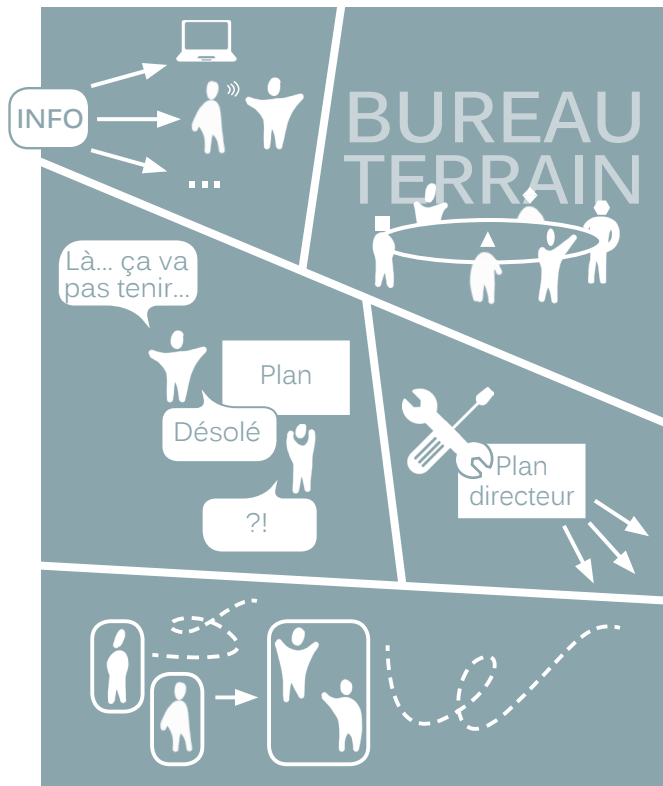 INFO
...
BUREAU
TERRAIN
Là... ça va
pas tenir...
Plan
Désolé
?!
Plan
directeur